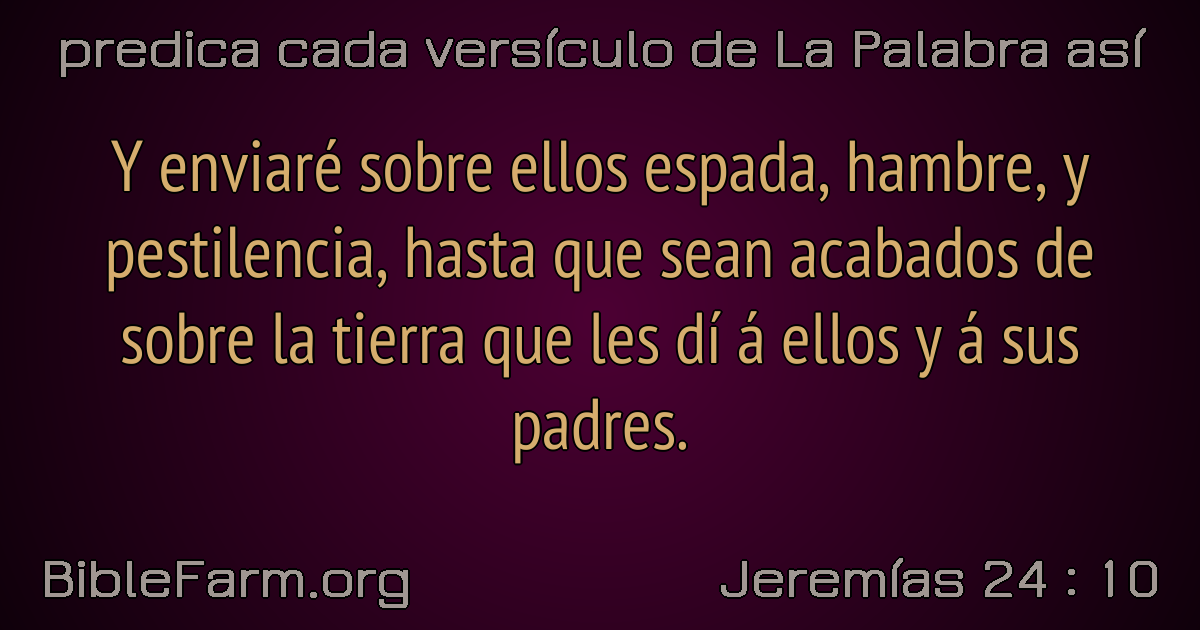 predica cada versículo de La Palabra así
Y enviaré sobre ellos espada, hambre, y
pestilencia, hasta que sean acabados de
sobre la tierra que les dí á ellos y á sus
padres.
BibleFarm.org
Jeremías 24 : 10